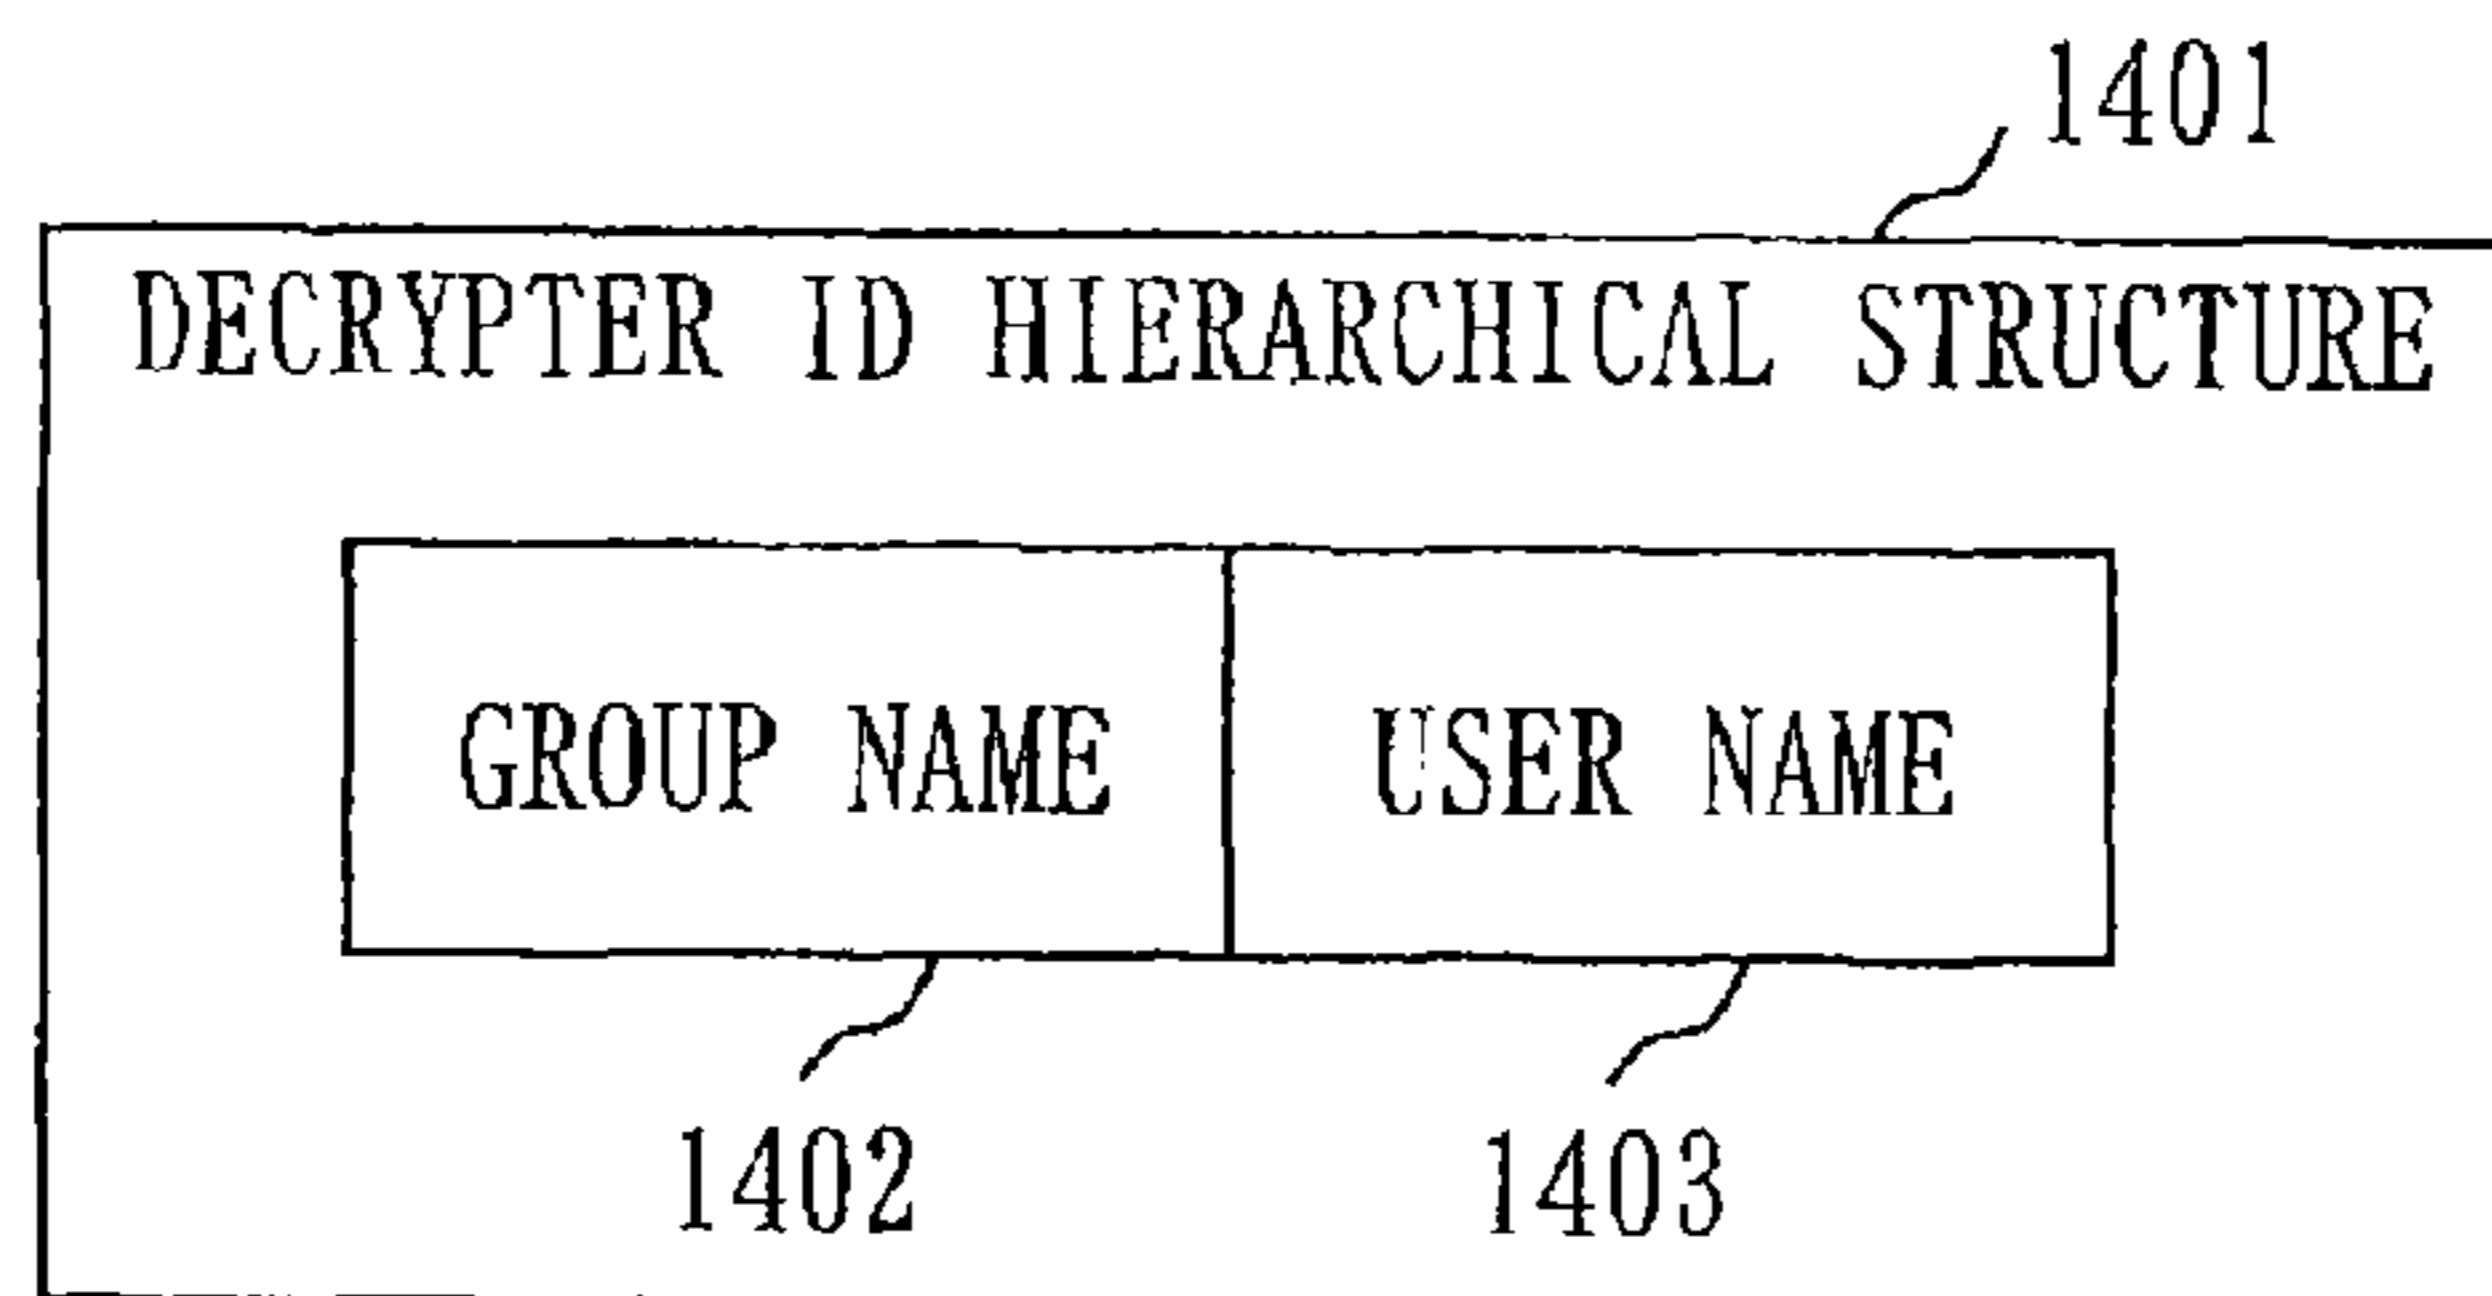 1401
DECRYPTER ID HIERARCHICAL STRUCTURE
GROUP NAME USER NAME
1402 1403